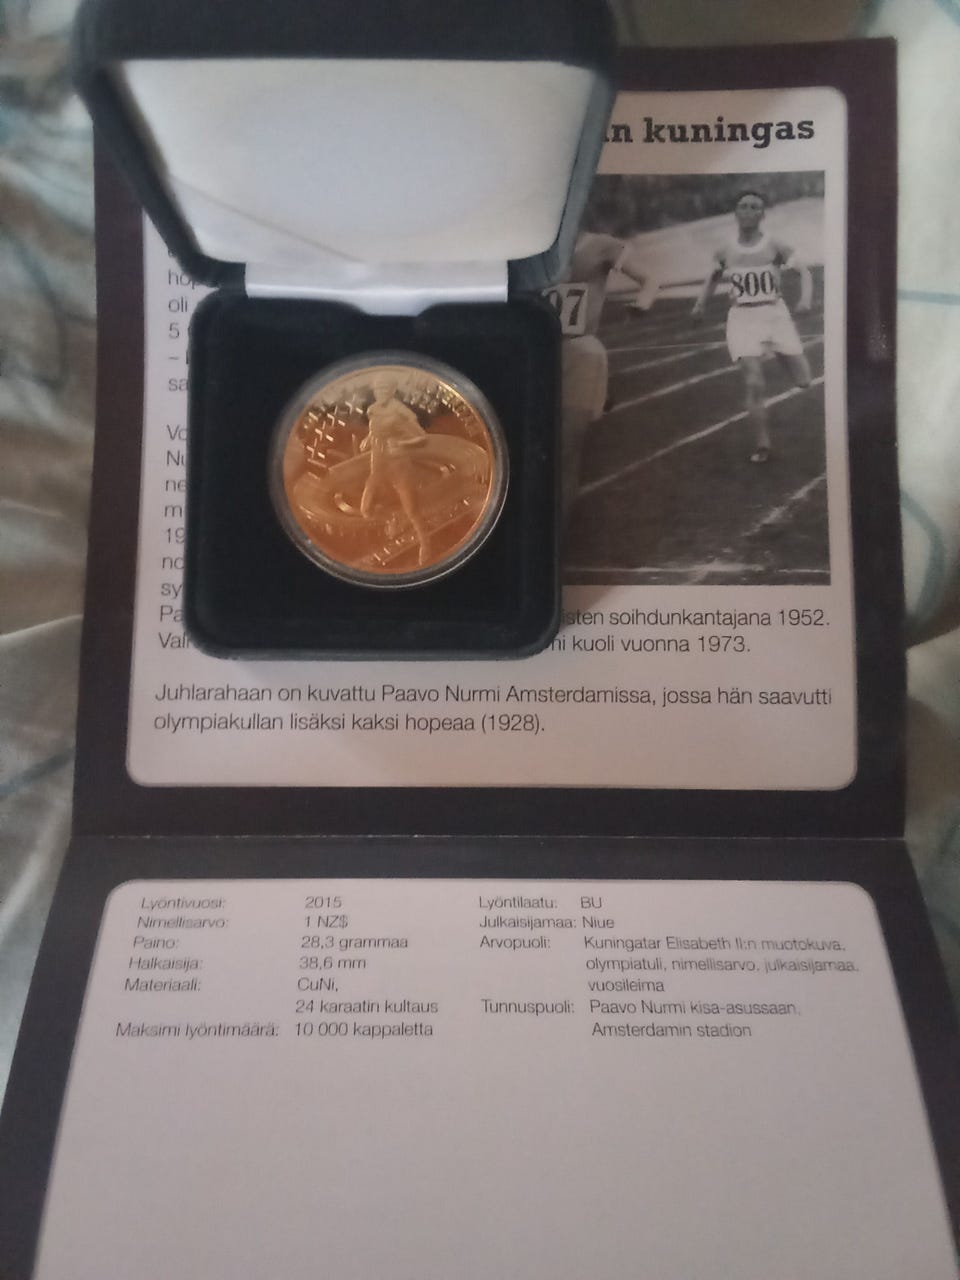 n kuningas
800
hop
oli
5
sa
Vo
Nu
ne
m
19
no
sy
Pa isten soihdunkantajana 1952.
Val ni kuoli vuonna 1973.
Juhlarahaan on kuvattu Paavo Nurmi Amsterdamissa, jossa hän saavutti
olympiakullan lisäksi kaksi hopeaa (1928).
Lyöntivuosi: 2015
Nimellisarvo: 1 NZ$
Paino: 28,3 grammaa
Halkaisija: 38,6 mm
Materiaali: CuNi,
24 karaatin kultaus
Maksimi lyöntimäärä: 10 000 kappaletta
Lyöntilaatu: BU
Julkaisijamaa: Niue
Arvopuoli: Kuningatar Elisabeth II:n muotokuva,
olympiatuli, nimellisarvo, julkaisijamaa,
vuosileima
Tunnuspuoli: Paavo Nurmi kisa-asussaan,
Amsterdamin stadion